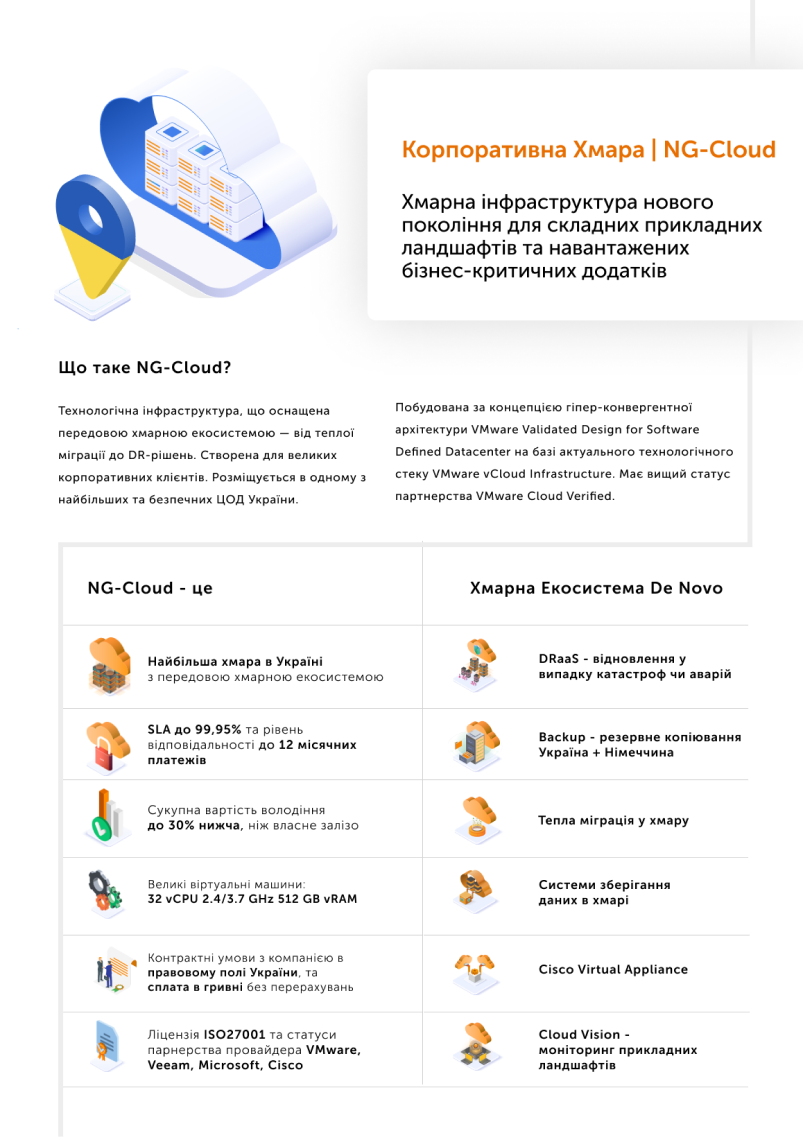 Корпоративна Хмара | NG-Cloud
Хмарна інфраструктура нового
покоління для складних прикладних
ландшафтів та навантажених
бізнес-критичних додатків
Що таке NG-Cloud?
Технологічна інфраструктура, що оснащена
передовою хмарною екосистемою — від теплої
міграції до DR-рішень. Створена для великих
корпоративних клієнтів. Розміщується в одному з
найбільших та безпечних ЦОД України.
Побудована за концепцією гіпер-конвергентної
архітектури VMware Validated Design for Software
Defined Datacenter на базі актуального технологічного
стеку VMware vCloud Infrastructure. Має вищий статус
партнерства VMware Cloud Verified.
NG-Cloud - це
Найбільша хмара в Україні
з передовою хмарною екосистемою
SLA до 99,95% та рівень
відповідальності до 12 місячних
платежів
Сукупна вартість володіння
до 30% нижча, ніж власне залізо
Великі віртуальні машини:
32 vCPU 2.4/3.7 GHz 512 GB vRAM
Контрактні умови з компанією в
правовому полі України, та
сплата в гривні без перерахувань
Ліцензія ISO27001 та статуси
парнерства провайдера VMware,
Veeam, Microsoft, Cisco
Хмарна Екосистема De Novo
DRaaS - відновлення у
випадку катастроф чи аварій
Backup - резервне копіювання
Україна + Німеччина
Тепла міграція у хмару
Системи зберігання
даних в хмарі
Cisco Virtual Appliance
Cloud Vision -
моніторинг прикладних
ландшафтів